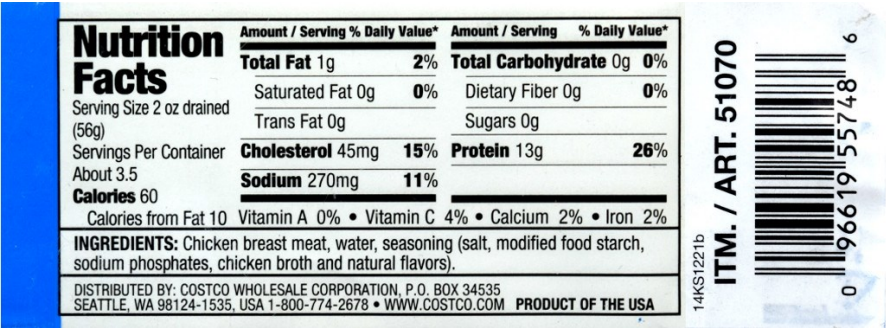 Nutrition
Facts
Serving Size 2 oz drained
(56g)
Servings Per Container
About 3.5
Calories 60
Calories from Fat 10
Amount / Serving % Daily Value*
Total Fat 1g 2%
Saturated Fat 0g 0%
Trans Fat 0g
Cholesterol 45mg 15%
Sodium 270mg 11%
Amount / Serving % Daily Value*
Total Carbohydrate 0g 0%
Dietary Fiber 0g 0%
Sugars 0g
Protein 13g 26%
Vitamin A 0% • Vitamin C 4% • Calcium 2% • Iron 2%
INGREDIENTS: Chicken breast meat, water, seasoning (salt, modified food starch,
sodium phosphates, chicken broth and natural flavors).
DISTRIBUTED BY: COSTCO WHOLESALE CORPORATION, P.O. BOX 34535
SEATTLE, WA 98124-1535, USA 1-800-774-2678 • WWW.COSTCO.COM PRODUCT OF THE USA
14KS1221b
ITM. / ART. 51070
0 96619 55748 6